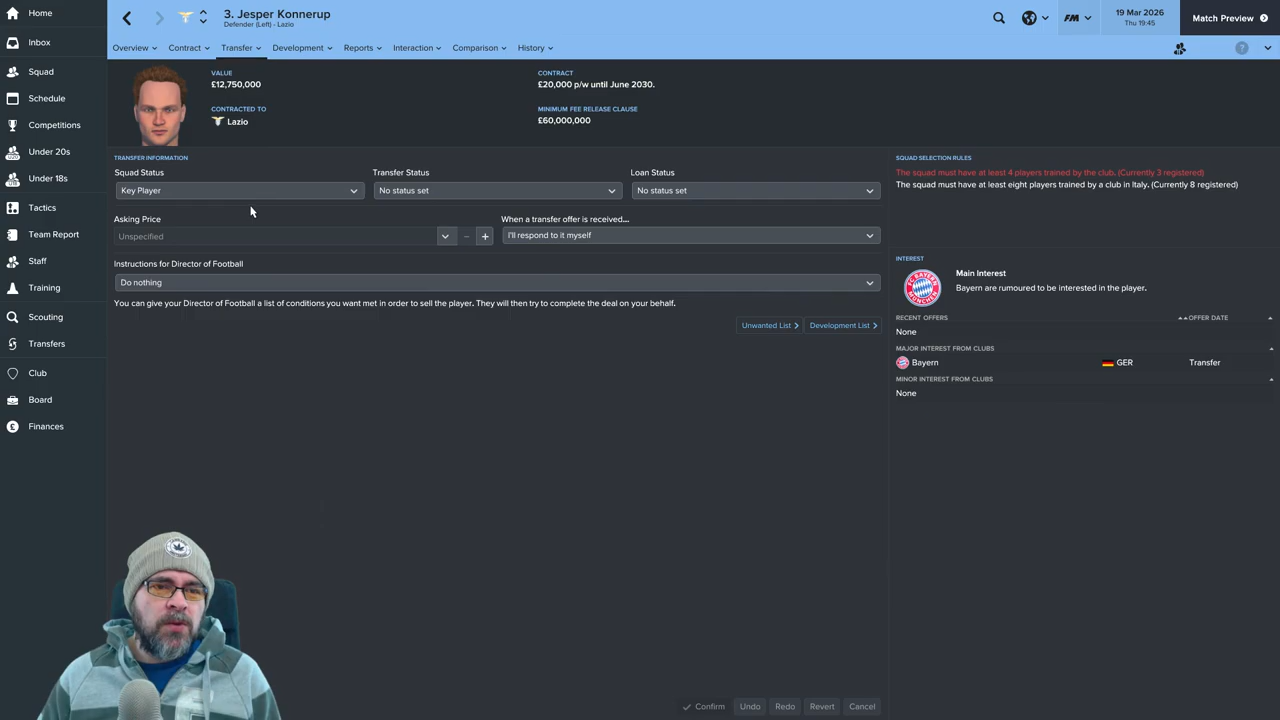 Home
Inbox
Squad
Schedule
Competitions
Under 20s
Under 18s
Tactics
Team Report
Staff
Training
Scouting
Transfers
Club
Board
Finances
3. Jesper Konnerup
Defender (Left) - Lazio
FM
19 Mar 2026
Thu 19:45
Match Preview
Overview
Contract
Transfer
Development
Reports
Interaction
Comparison
History
VALUE
£12,750,000
CONTRACTED TO
Lazio
CONTRACT
£20,000 p/w until June 2030.
MINIMUM FEE RELEASE CLAUSE
£60,000,000
TRANSFER INFORMATION
Squad Status
Transfer Status
Loan Status
Key Player
No status set
No status set
Asking Price
When a transfer offer is received...
Unspecified
I'll respond to it myself
Instructions for Director of Football
Do nothing
You can give your Director of Football a list of conditions you want met in order to sell the player. They will then try to complete the deal on your behalf.
Unwanted List
Development List
SQUAD SELECTION RULES
The squad must have at least 4 players trained by the club. (Currently 3 registered)
The squad must have at least eight players trained by a club in Italy. (Currently 8 registered)
INTEREST
Main Interest
Bayern are rumoured to be interested in the player.
RECENT OFFERS
OFFER DATE
None
MAJOR INTEREST FROM CLUBS
Bayern
GER
Transfer
MINOR INTEREST FROM CLUBS
None
Confirm
Undo
Redo
Revert
Cancel